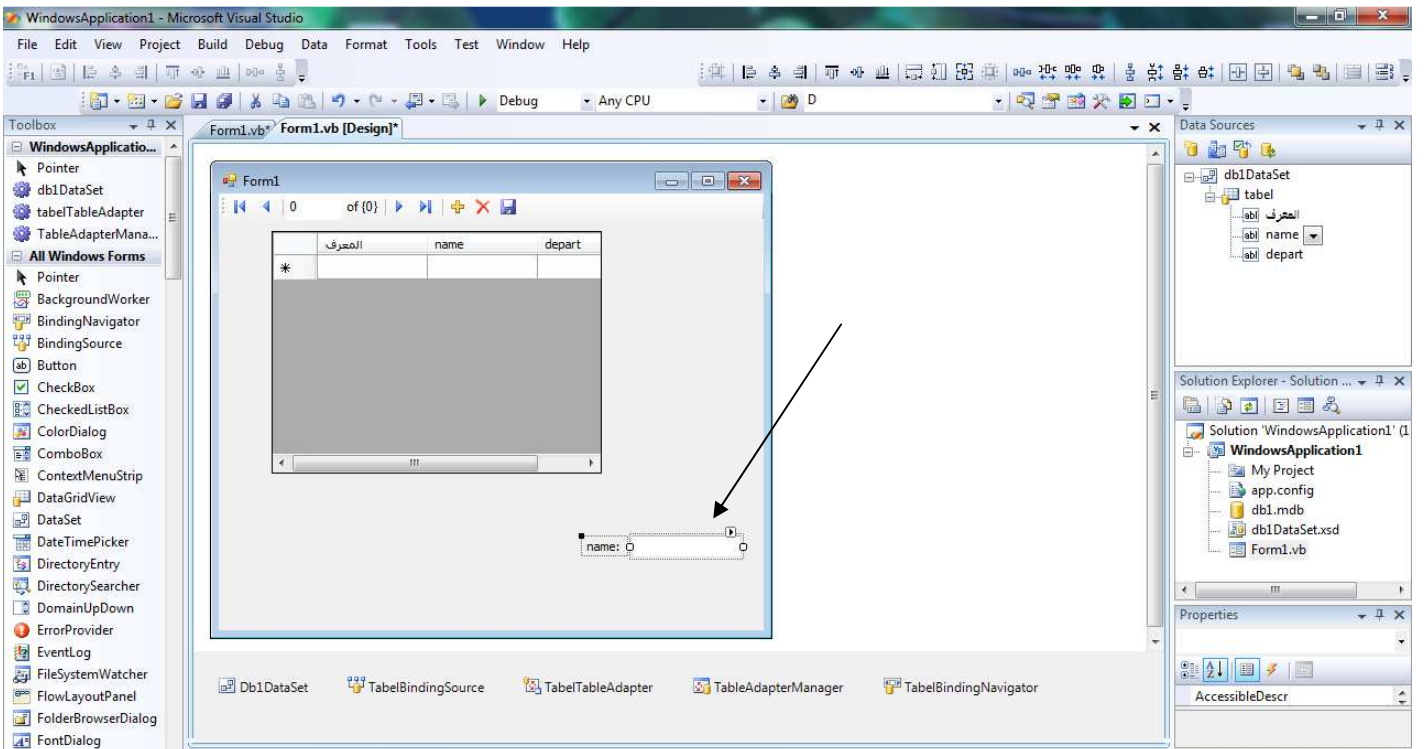 WindowsApplication1 - Microsoft Visual Studio
File Edit View Project Build Debug Data Format Tools Test Window Help
Debug Any CPU D
Toolbox
WindowsApplicatio...
Pointer
db1DataSet
tabelTableAdapter
TableAdapterMana...
All Windows Forms
Pointer
BackgroundWorker
BindingNavigator
BindingSource
Button
CheckBox
CheckedListBox
ColorDialog
ComboBox
ContextMenuStrip
DataGridView
DataSet
DateTimePicker
DirectoryEntry
DirectorySearcher
DomainUpDown
ErrorProvider
EventLog
FileSystemWatcher
FlowLayoutPanel
FolderBrowserDialog
FontDialog
Form1.vb* Form1.vb [Design]*
Form1
0 of {0}
المعرف name depart
name:
Db1DataSet TabelBindingSource TabelTableAdapter TableAdapterManager TabelBindingNavigator
Data Sources
db1DataSet
tabel
abl المعرف
abl name
abl depart
Solution Explorer - Solution ...
Solution 'WindowsApplication1' (1
WindowsApplication1
My Project
app.config
db1.mdb
db1DataSet.xsd
Form1.vb
Properties
AccessibleDescr